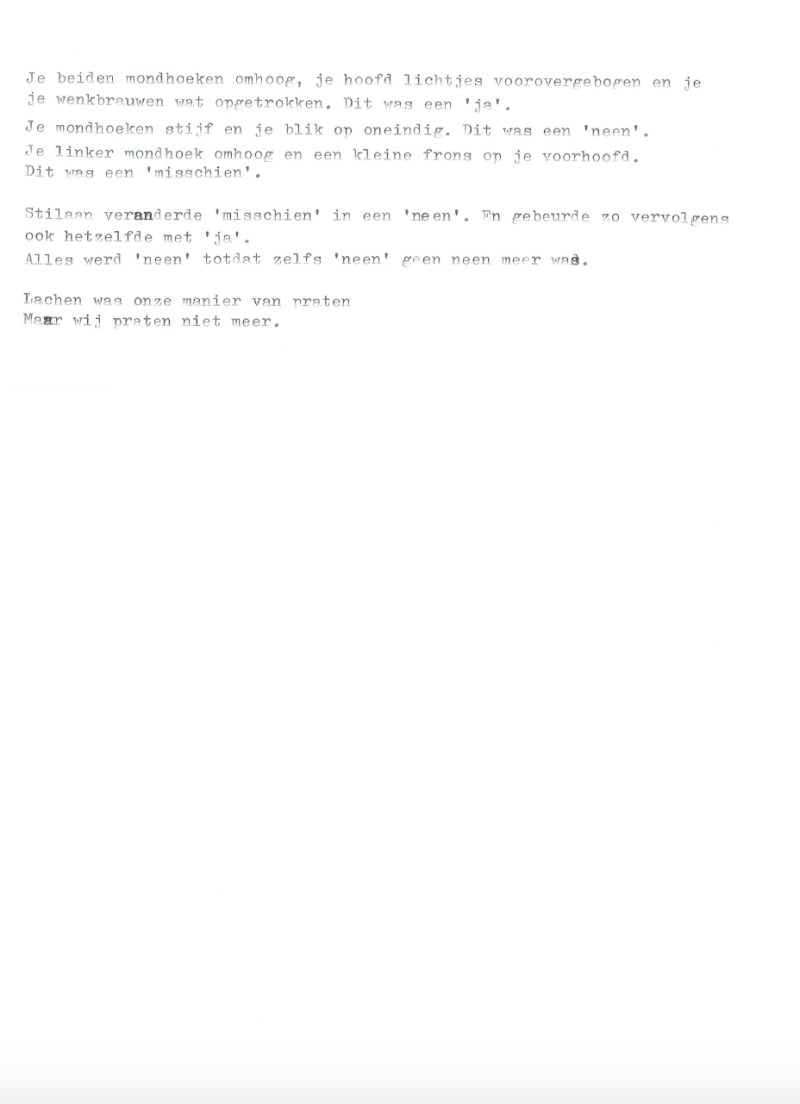 Je beiden mondhoeken omhoog, je hoofd lichtjes voorovergebogen en je
je wenkbrauwen wat opgetrokken. Dit was een 'ja'.
Je mondhoeken stijf en je blik op oneindig. Dit was een 'neen'.
Je linker mondhoek omhoog en een kleine frons op je voorhoofd.
Dit was een 'misschien'.
Stilaan veranderde 'misschien' in een 'neen'. En gebeurde zo vervolgens
ook hetzelfde met 'ja'.
Alles werd 'neen' totdat zelfs 'neen' geen neen meer was.
Lachen was onze manier van praten
Maar wij praten niet meer.